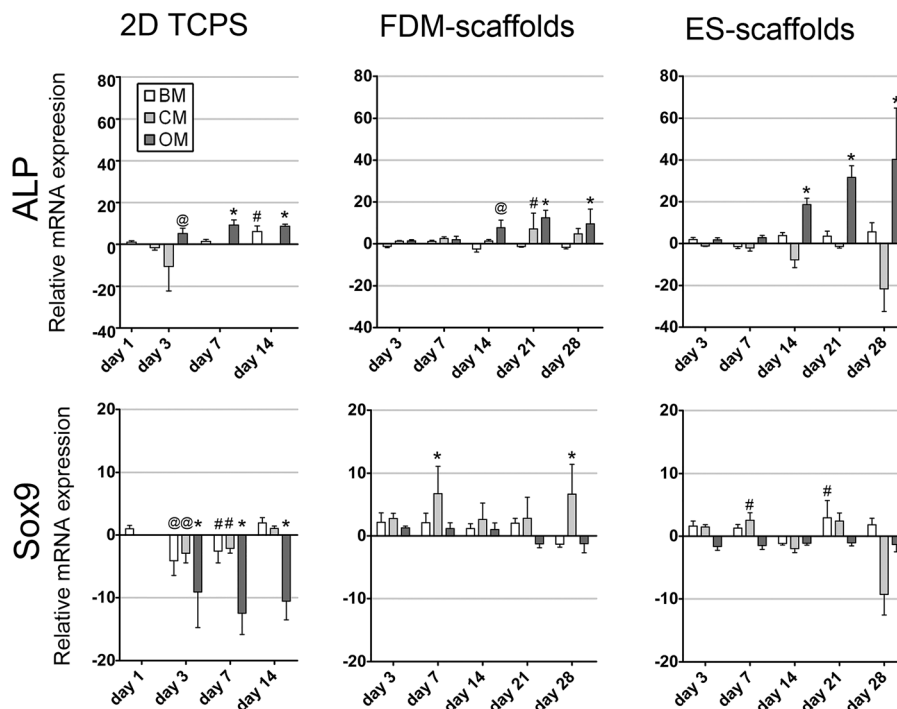 2D TCPS
FDM-scaffolds
ES-scaffolds
ALP
Relative mRNA expreesion
80
60
40
20
0
-20
-40
BM
CM
OM
@ * # *
day 1
day 3
day 7
day 14
80
60
40
20
0
-20
-40
@ # * *
day 3
day 7
day 14
day 21
day 28
80
60
40
20
0
-20
-40
* * *
day 3
day 7
day 14
day 21
day 28
Sox9
Relative mRNA expression
20
10
0
-10
-20
@@* ##* *
day 1
day 3
day 7
day 14
20
10
0
-10
-20
* *
day 3
day 7
day 14
day 21
day 28
20
10
0
-10
-20
# #
day 3
day 7
day 14
day 21
day 28